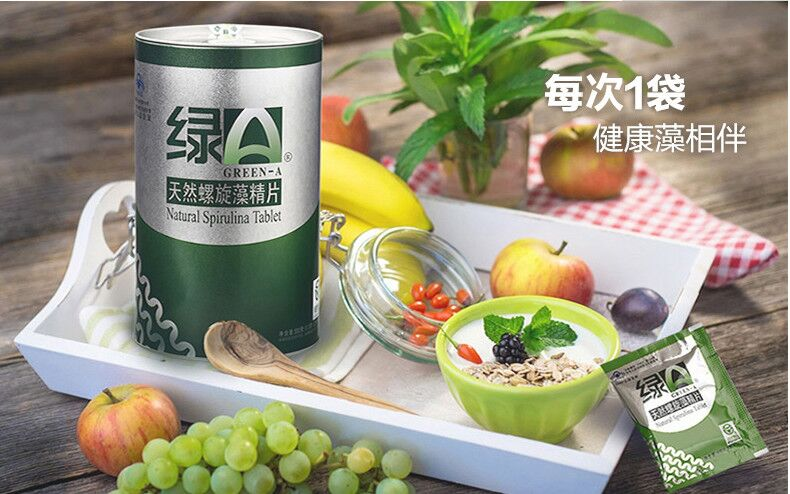 每次1袋
健康藻相伴
绿A
®
GREEN-A
天然螺旋藻精片
Natural Spirulina Tablet
绿A
GREEN-A
天然螺旋藻精片
Natural Spirulina Tablet